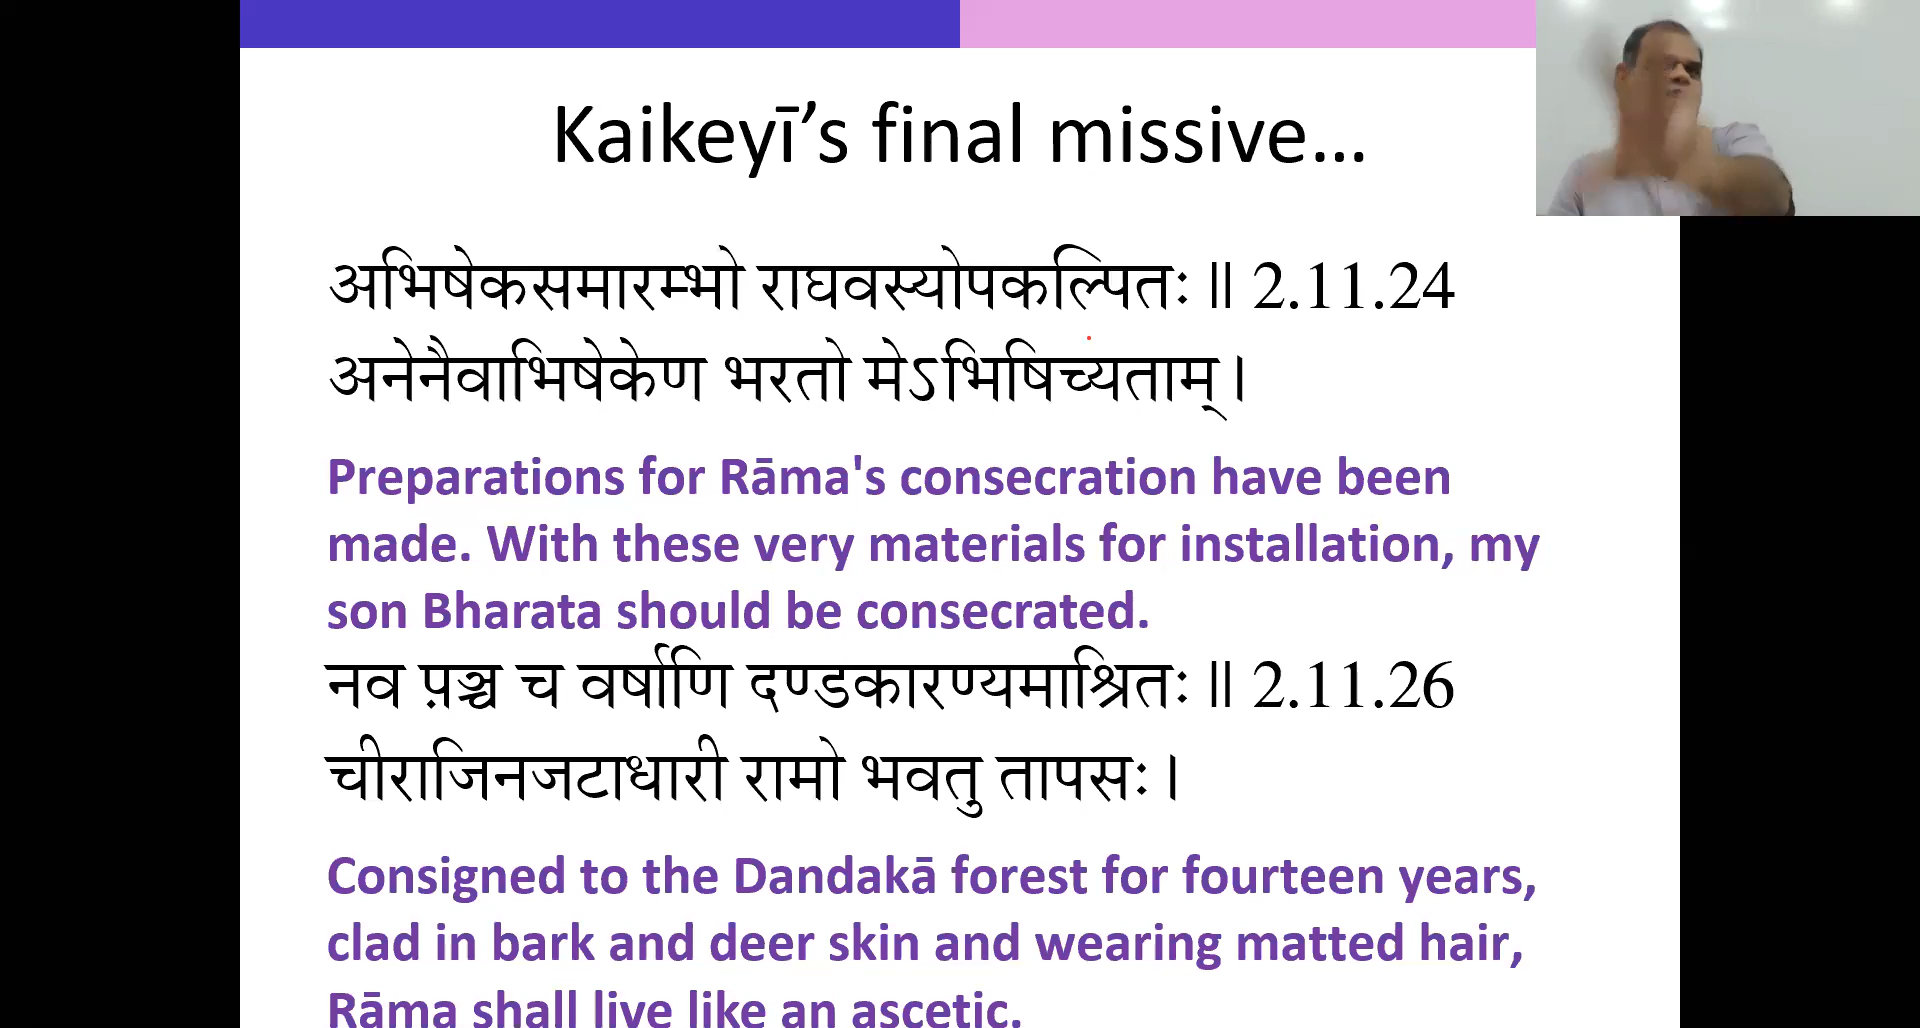 Kaikeyī’s final missive...
अभिषेकसमारम्भो राघवस्योपकल्पितः ॥ 2.11.24
अनेनैवाभिषेकेण भरतो मेऽभिषिच्यताम् ।
Preparations for Rāma's consecration have been
made. With these very materials for installation, my
son Bharata should be consecrated.
नव प़ञ्च च वर्षाणि दण्डकारण्यमाश्रितः ॥ 2.11.26
चीराजिनजटाधारी रामो भवतु तापसः ।
Consigned to the Dandakā forest for fourteen years,
clad in bark and deer skin and wearing matted hair,
Rāma shall live like an ascetic.